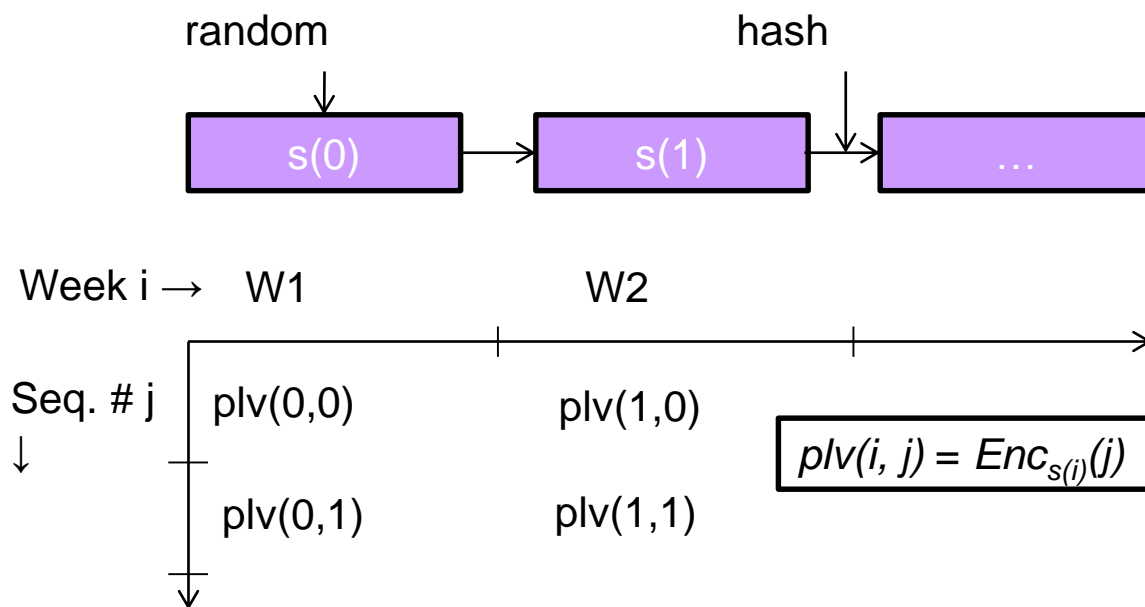 random hash
s(0) s(1) ...
Week i → W1 W2
Seq. # j plv(0,0) plv(1,0)
↓ plv(i, j) = Enc_{s(i)}(j)
plv(0,1) plv(1,1)